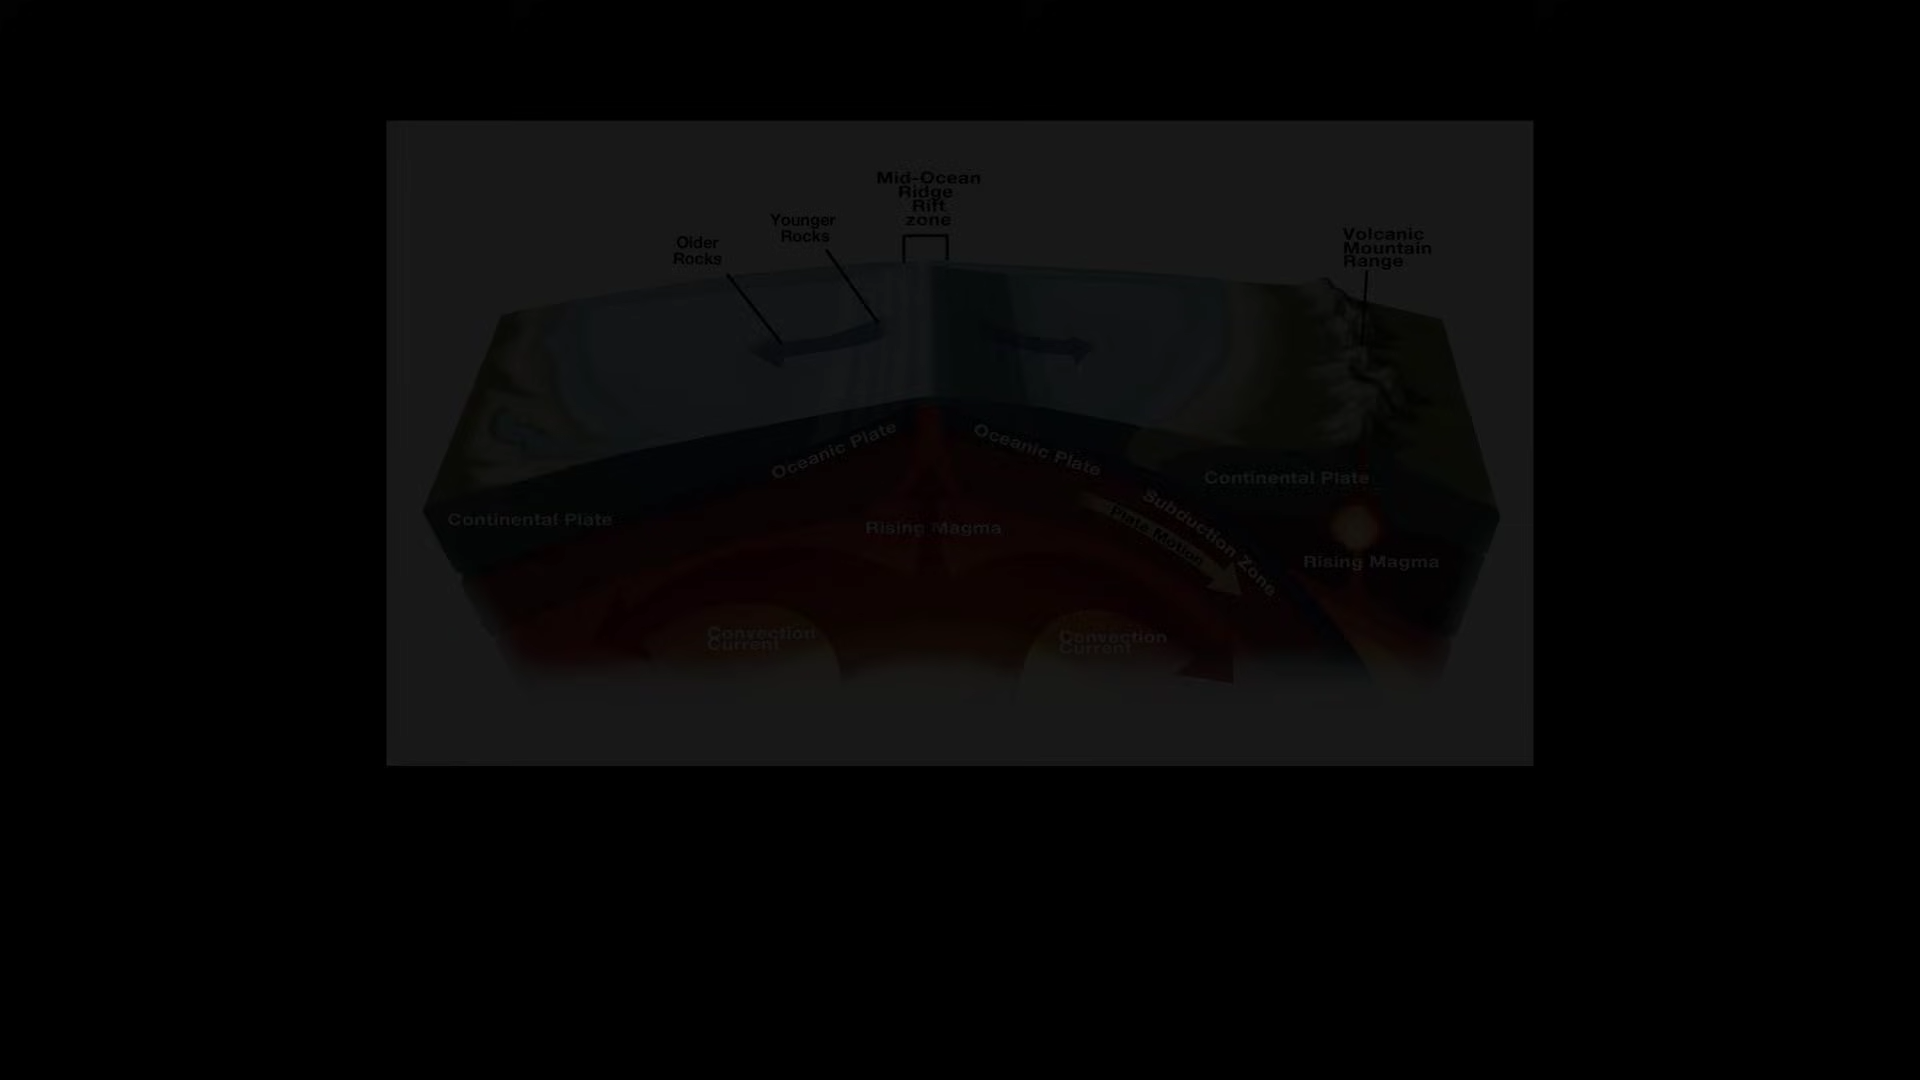 Mid-Ocean
Ridge
Rift
zone
Younger
Rocks
Older
Rocks
Volcanic
Mountain
Range
Oceanic Plate
Oceanic Plate
Continental Plate
Continental Plate
Subduction Zone
Plate Motion
Rising Magma
Rising Magma
Convection
Current
Convection
Current